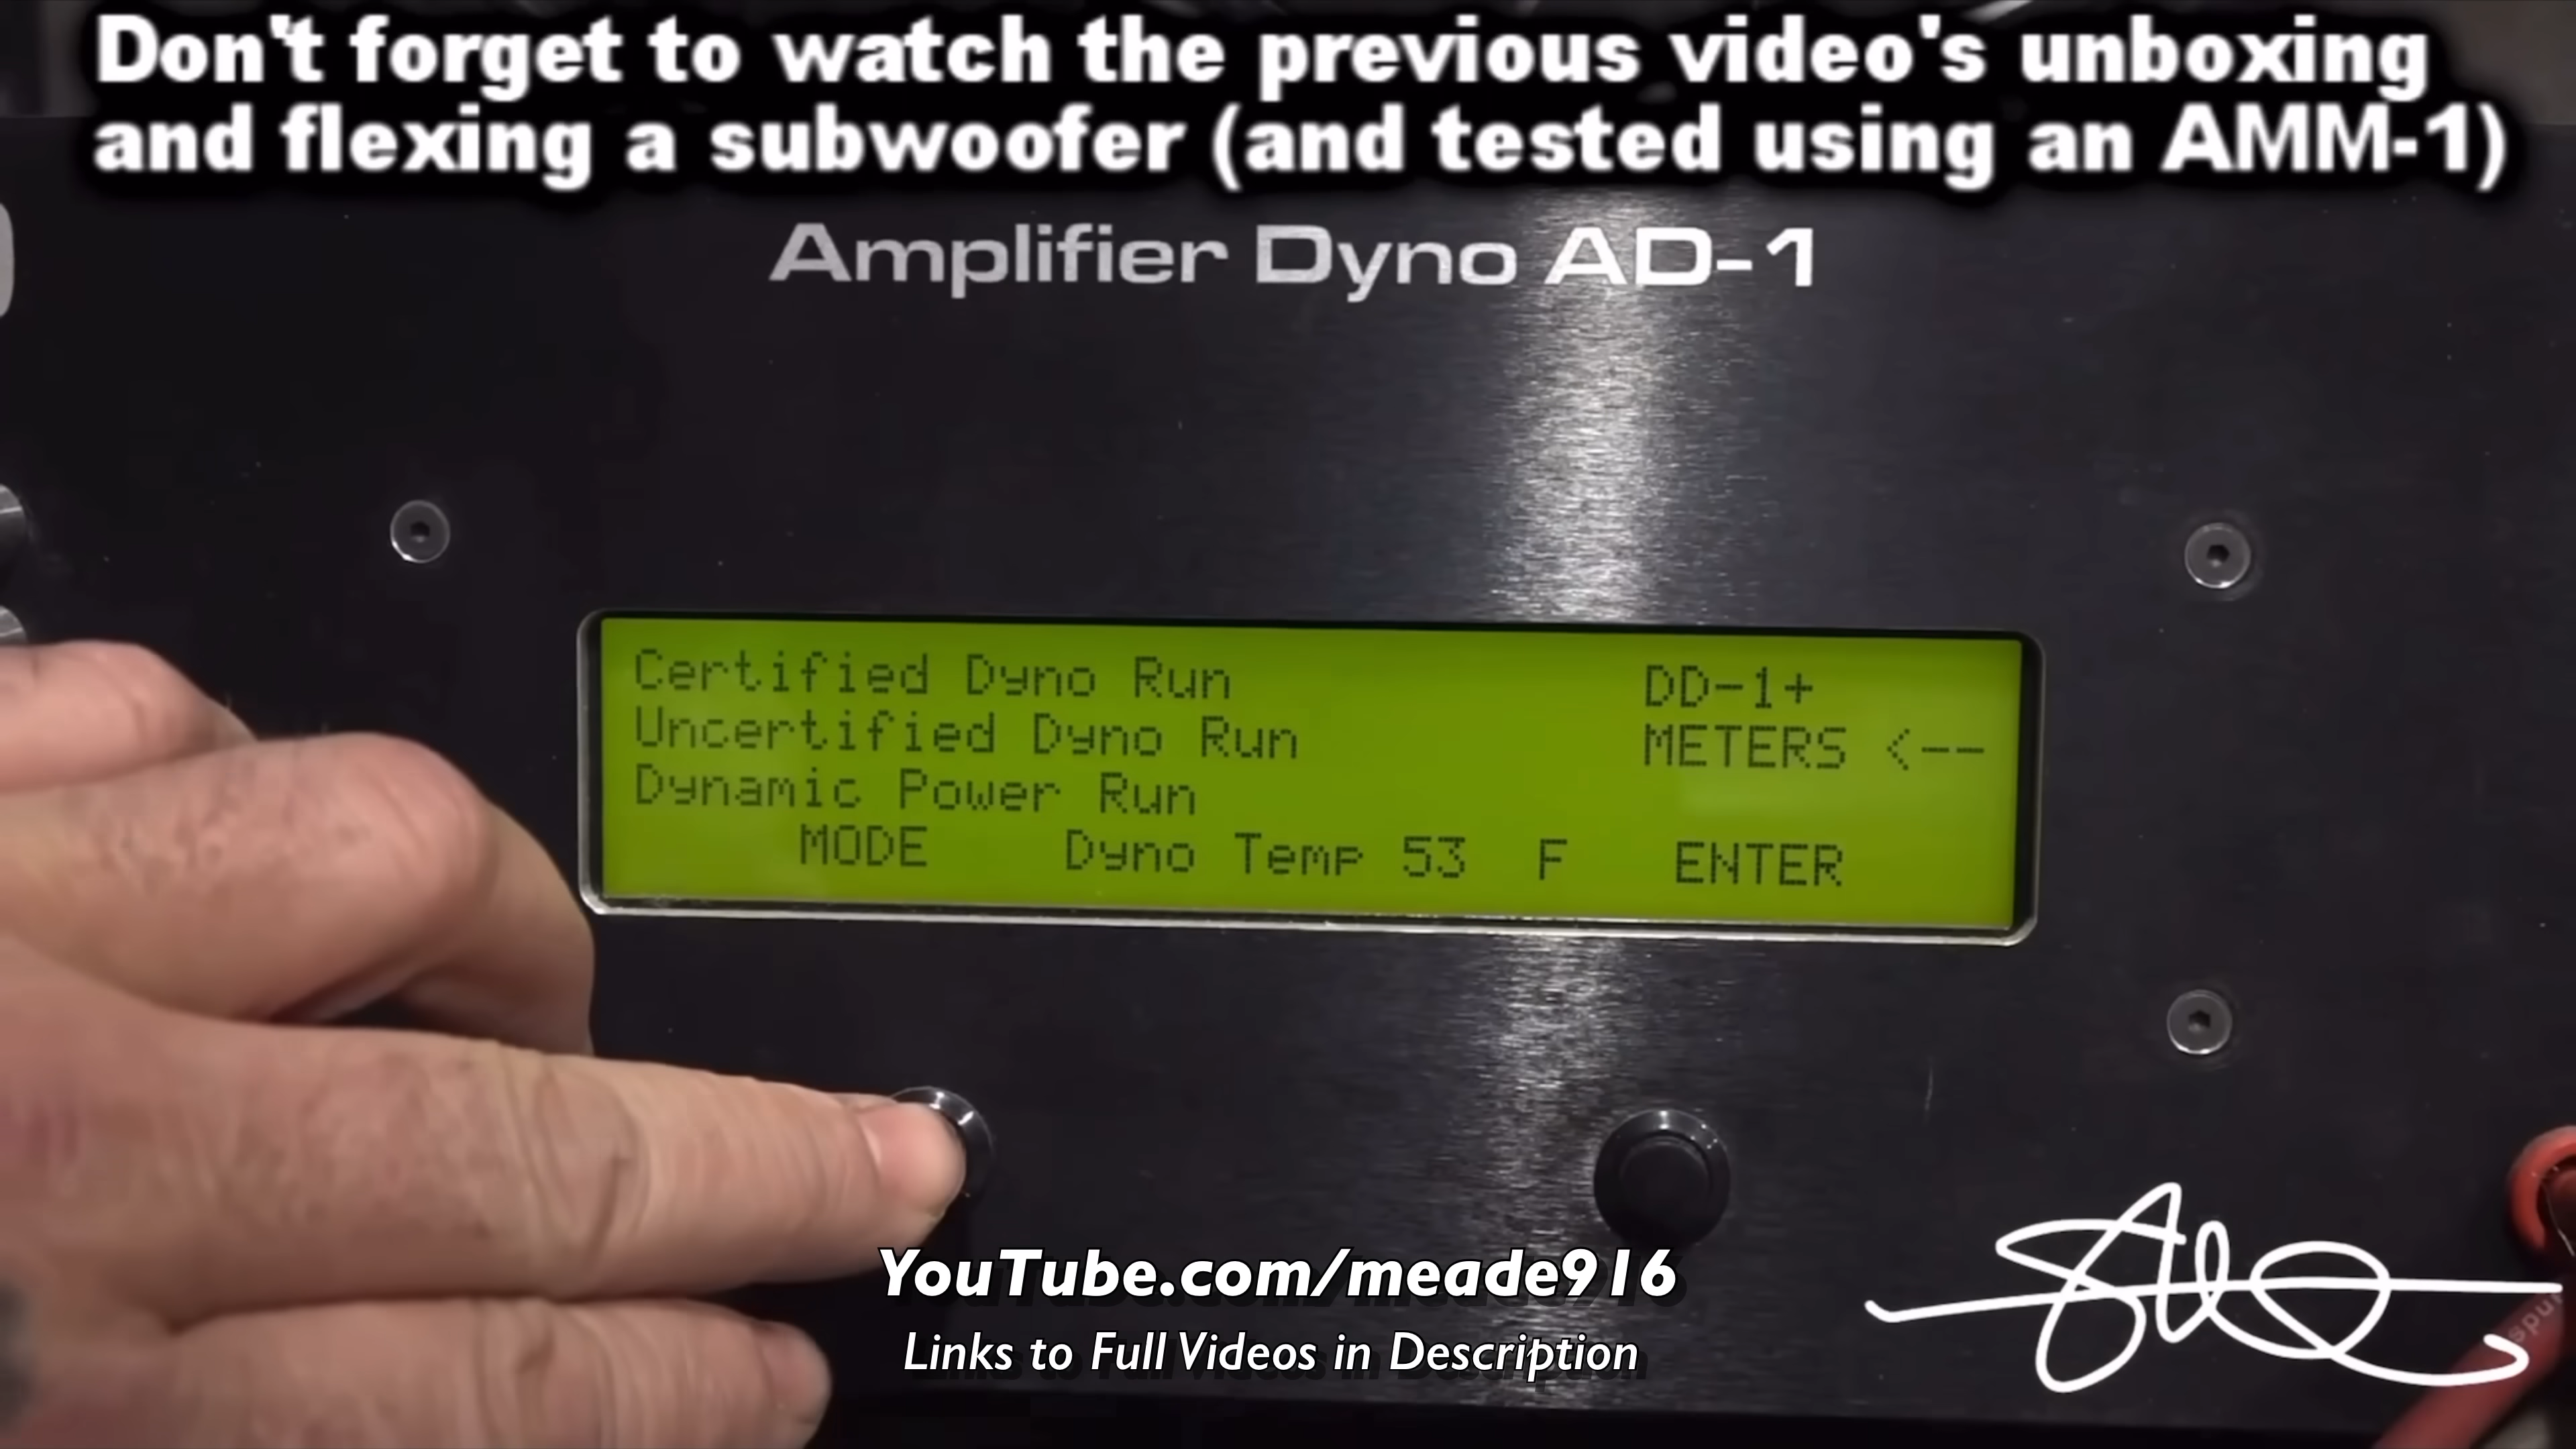 Don't forget to watch the previous video's unboxing
and flexing a subwoofer (and tested using an AMM-1)
Amplifier Dyno AD-1
Certified Dyno Run DD-1+
Uncertified Dyno Run METERS <--
Dynamic Power Run
MODE Dyno Temp 53 F ENTER
YouTube.com/meade916
Links to Full Videos in Description